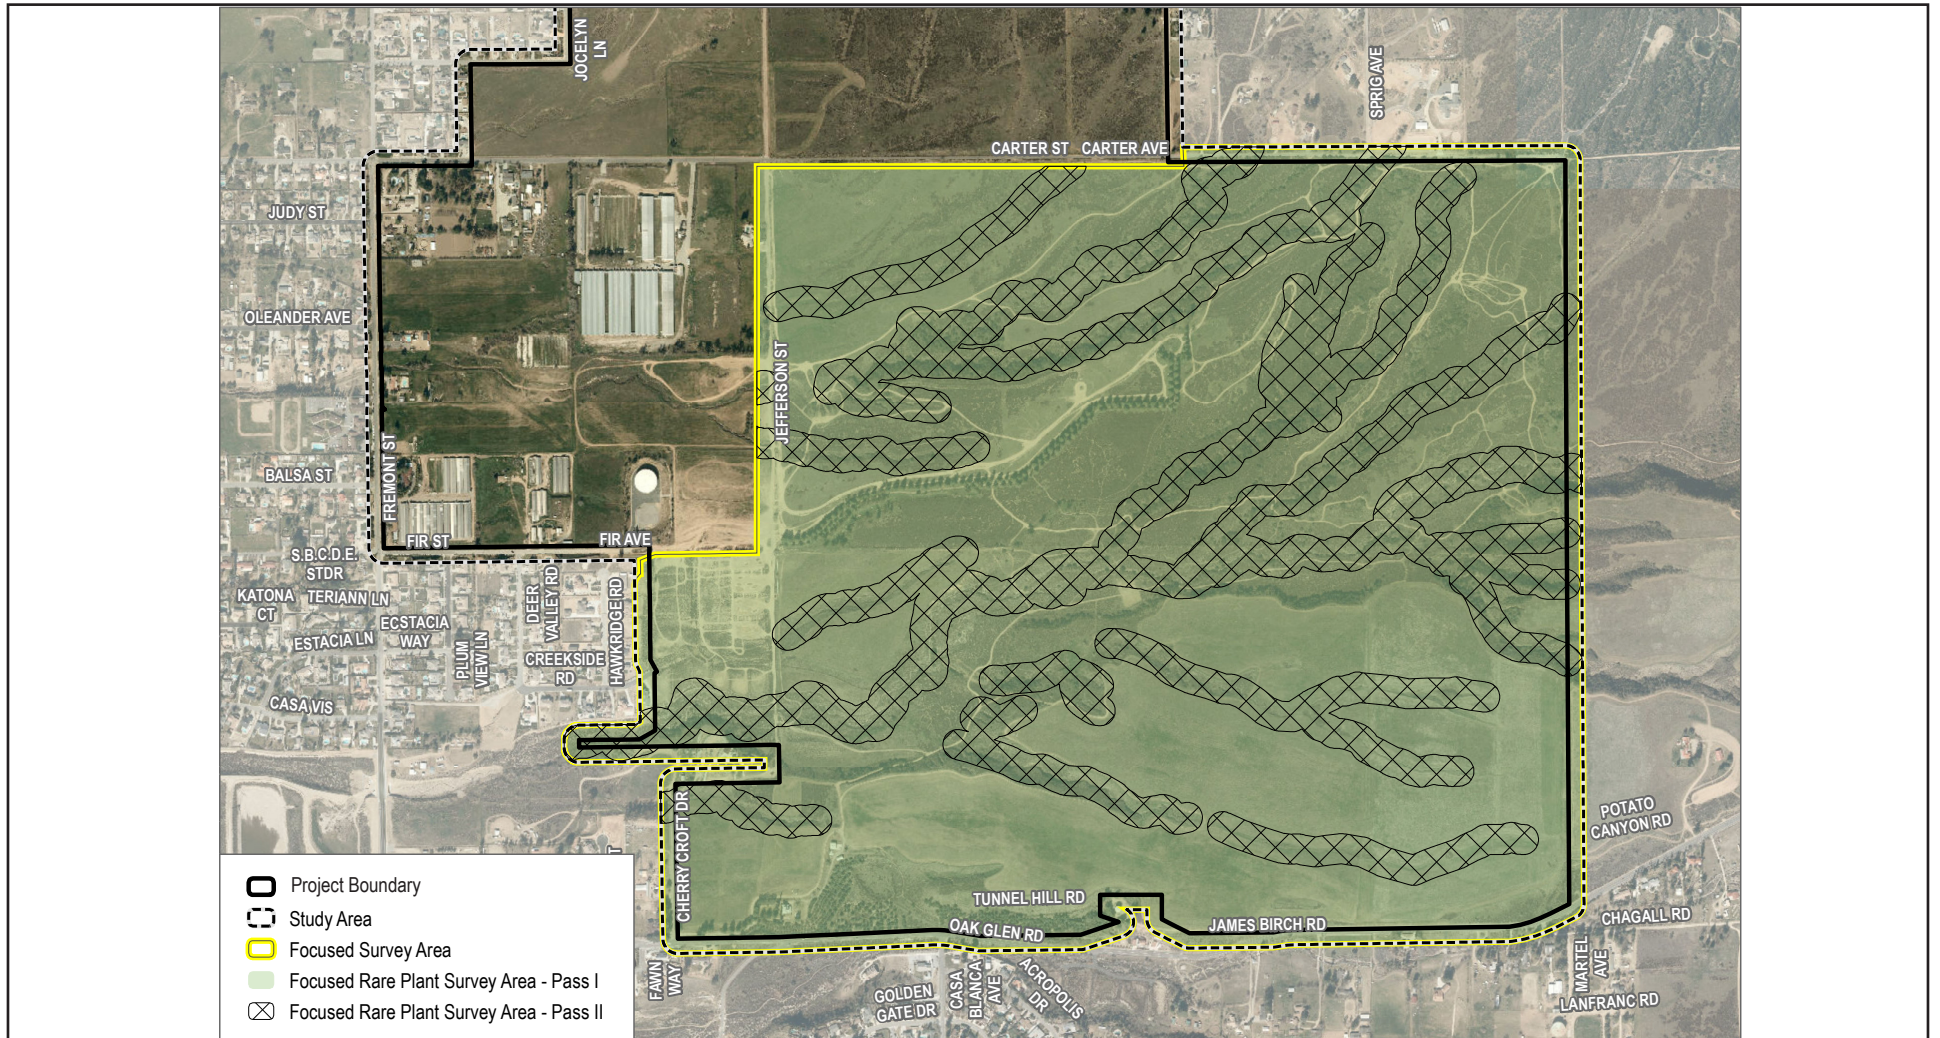 JOCELYN
LN
SPRIG AVE
CARTER ST
CARTER AVE
JUDY ST
OLEANDER AVE
JEFFERSON ST
FREMONT ST
BALSA ST
FIR ST
FIR AVE
S.B.C.D.E.
STDR
KATONA
CT
TERIANN LN
ESTACIA LN
ECSTACIA
WAY
PLUM
VIEW LN
DEER
VALLEY RD
HAWKRIDGE RD
CREEKSIDE
RD
CASA VIS
CHERRY CROFT DR
POTATO
CANYON RD
TUNNEL HILL RD
OAK GLEN RD
JAMES BIRCH RD
CHAGALL RD
MARTEL
AVE
LANFRANC RD
FAWN
WAY
GOLDEN
GATE DR
CASA
BLANCA
AVE
ACROPOLIS
DR
Project Boundary
Study Area
Focused Survey Area
Focused Rare Plant Survey Area - Pass I
Focused Rare Plant Survey Area - Pass II